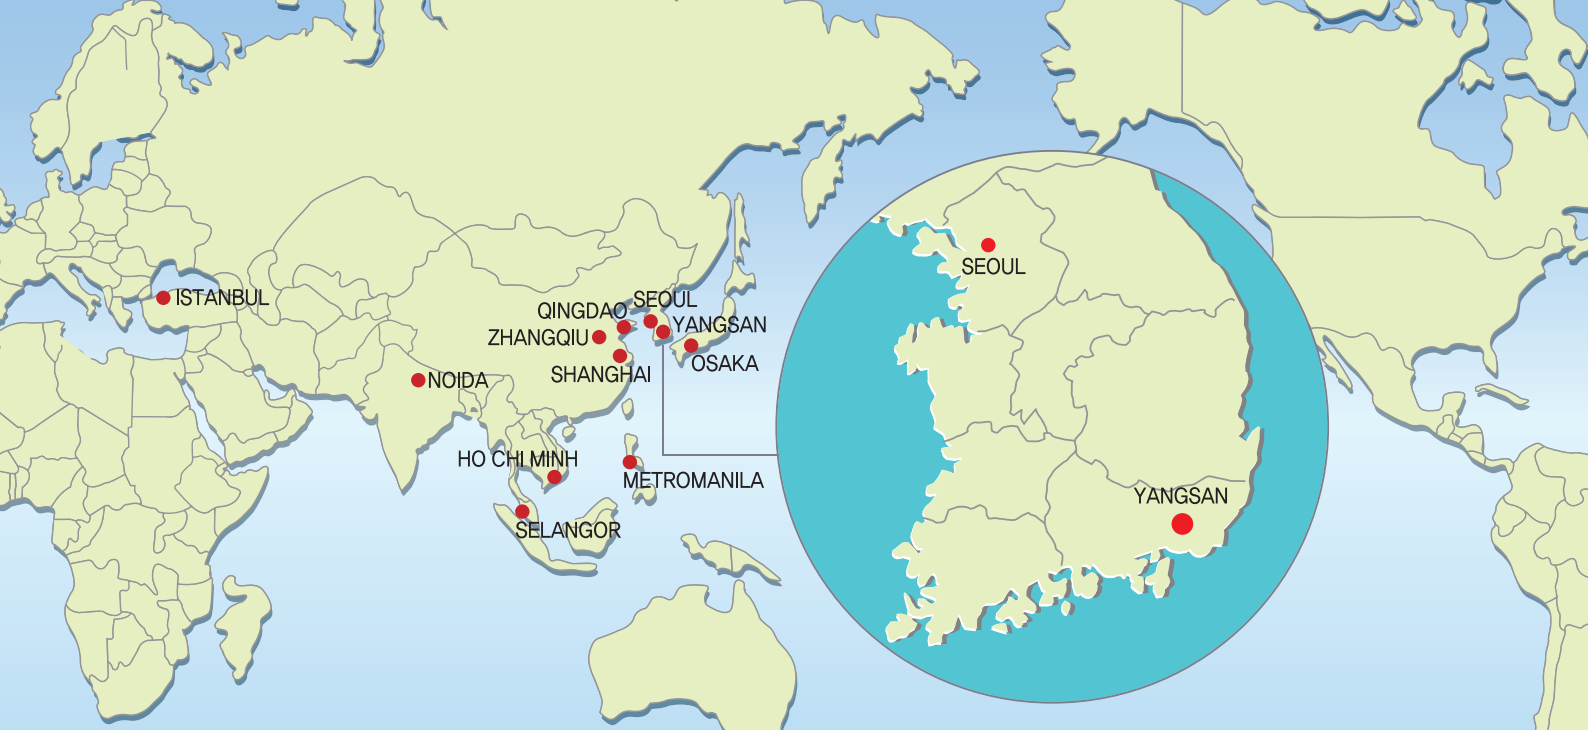 ISTANBUL
QINGDAO
SEOUL
ZHANGQIU
YANGSAN
SHANGHAI
OSAKA
NOIDA
HO CHI MINH
METROMANILA
SELANGOR
SEOUL
YANGSAN